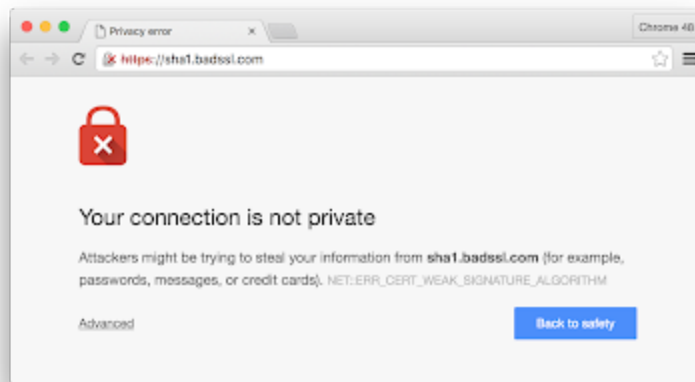 Privacy error
Chrome 48
https://sha1.badssl.com
Your connection is not private
Attackers might be trying to steal your information from sha1.badssl.com (for example,
passwords, messages, or credit cards). NET::ERR_CERT_WEAK_SIGNATURE_ALGORITHM
Advanced
Back to safety